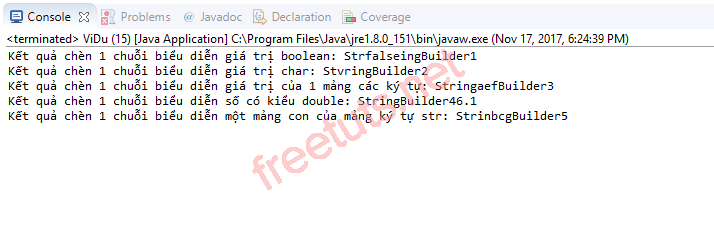 Console Problems Javadoc Declaration Coverage
<terminated> ViDu (15) [Java Application] C:\Program Files\Java\jre1.8.0_151\bin\javaw.exe (Nov 17, 2017, 6:24:39 PM)
Kết quả chèn 1 chuỗi biểu diễn giá trị boolean: StrfalseingBuilder1
Kết quả chèn 1 chuỗi biểu diễn giá trị char: StvringBuilder2
Kết quả chèn 1 chuỗi biểu diễn giá trị của 1 mảng các ký tự: StringaefBuilder3
Kết quả chèn 1 chuỗi biểu diễn số có kiểu double: StringBuilder46.1
Kết quả chèn 1 chuỗi biểu diễn một mảng con của mảng ký tự str: StrinbcgBuilder5
freetuts.net